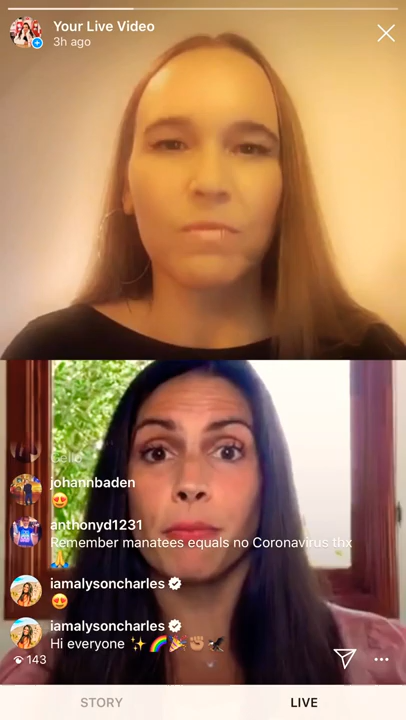 Your Live Video
3h ago
johannbaden
😍
anthonyd1231
Remember manatees equals no Coronavirus thx
🙏
iamalysoncharles
😍
iamalysoncharles
Hi everyone ✨🌈🎉✊🏽🦅
143
STORY
LIVE